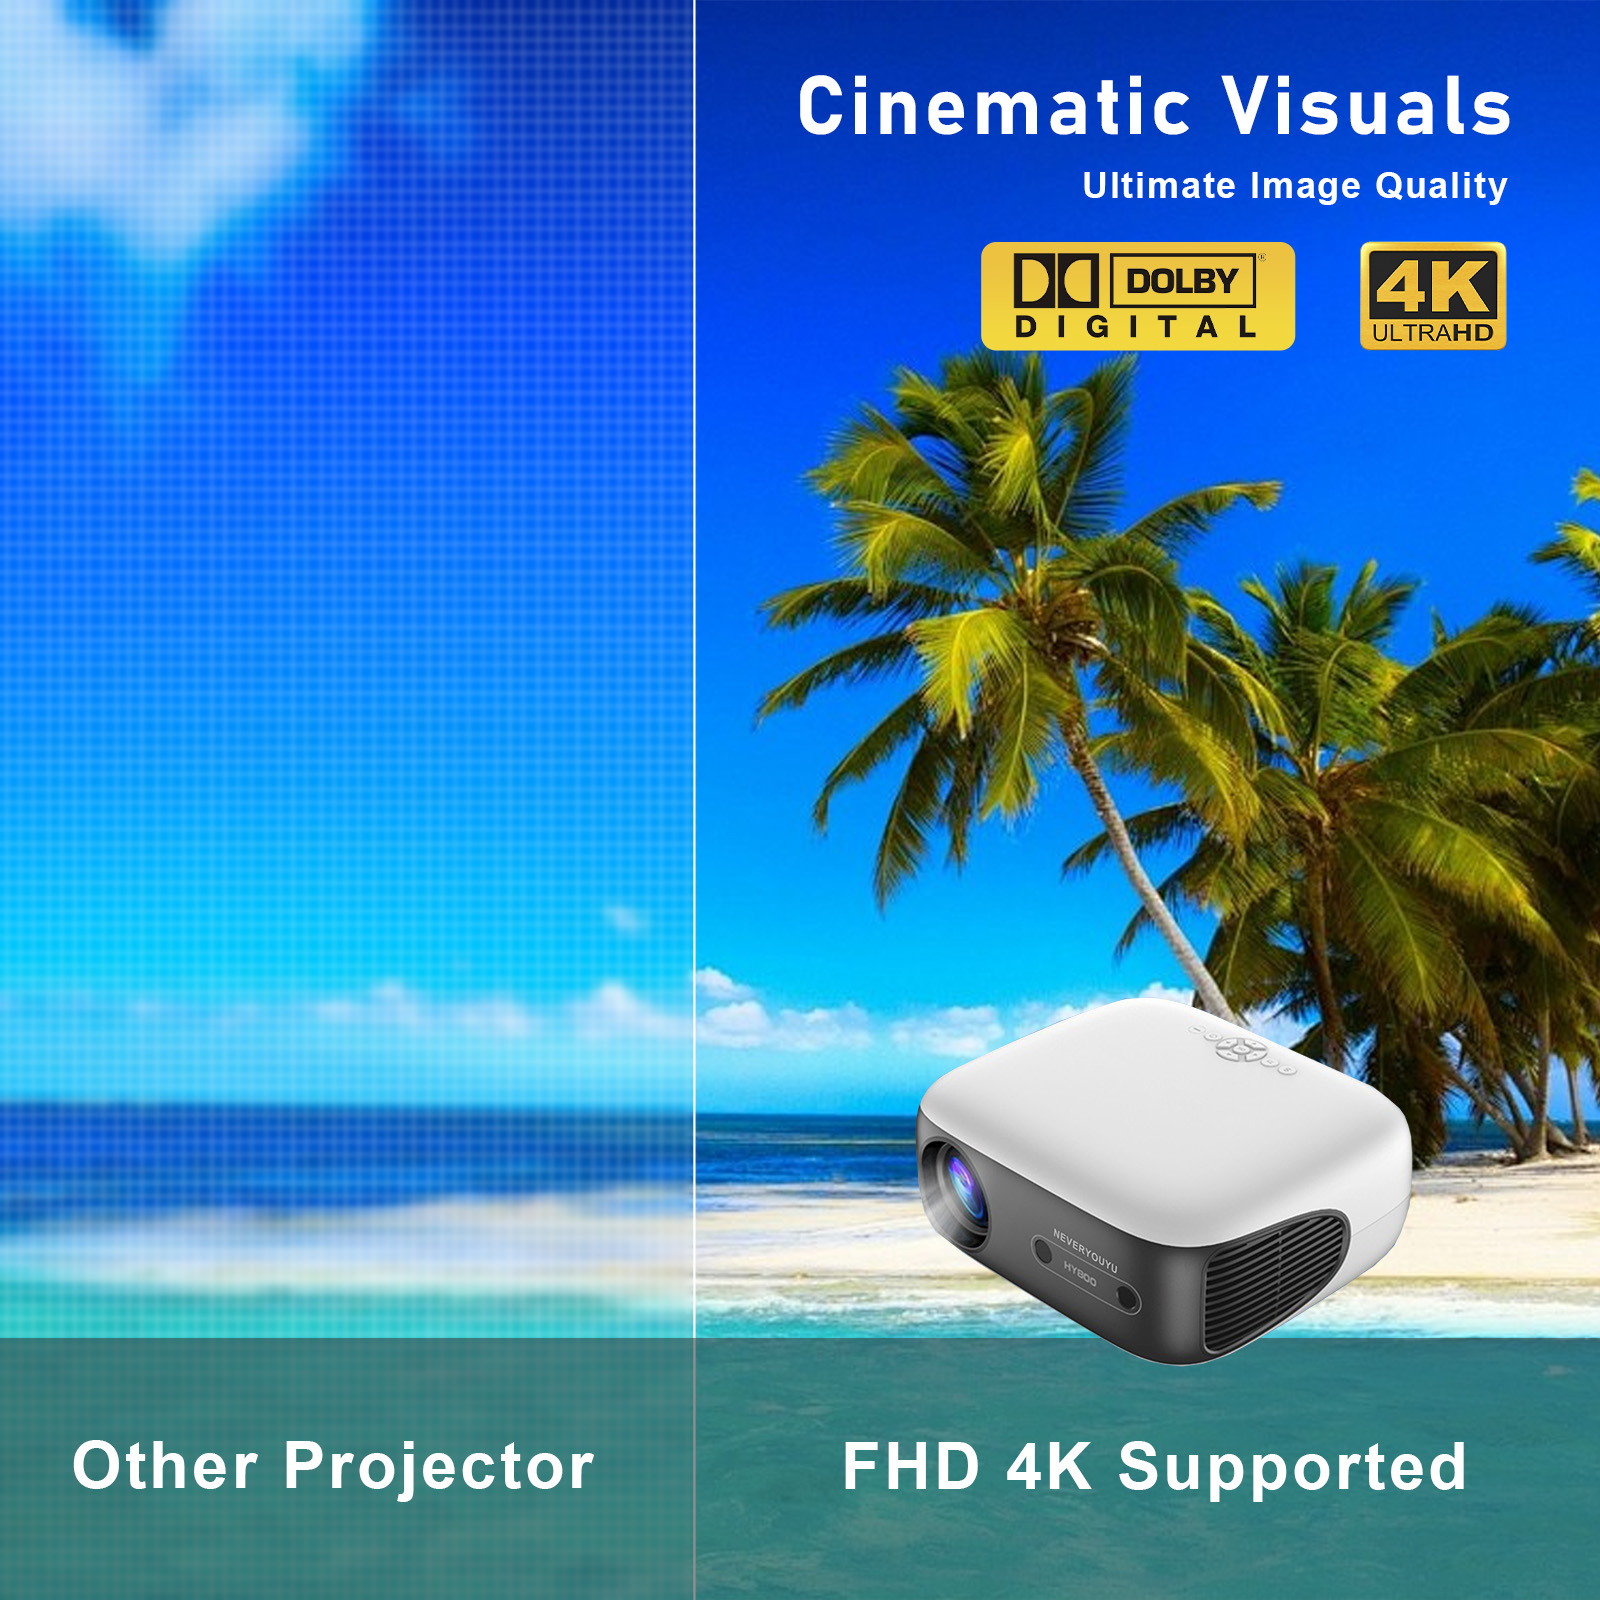 Cinematic Visuals
Ultimate Image Quality
DOLBY®
DIGITAL
4K
ULTRAHD
NEVERYOUYU
HY800
Other Projector
FHD 4K Supported